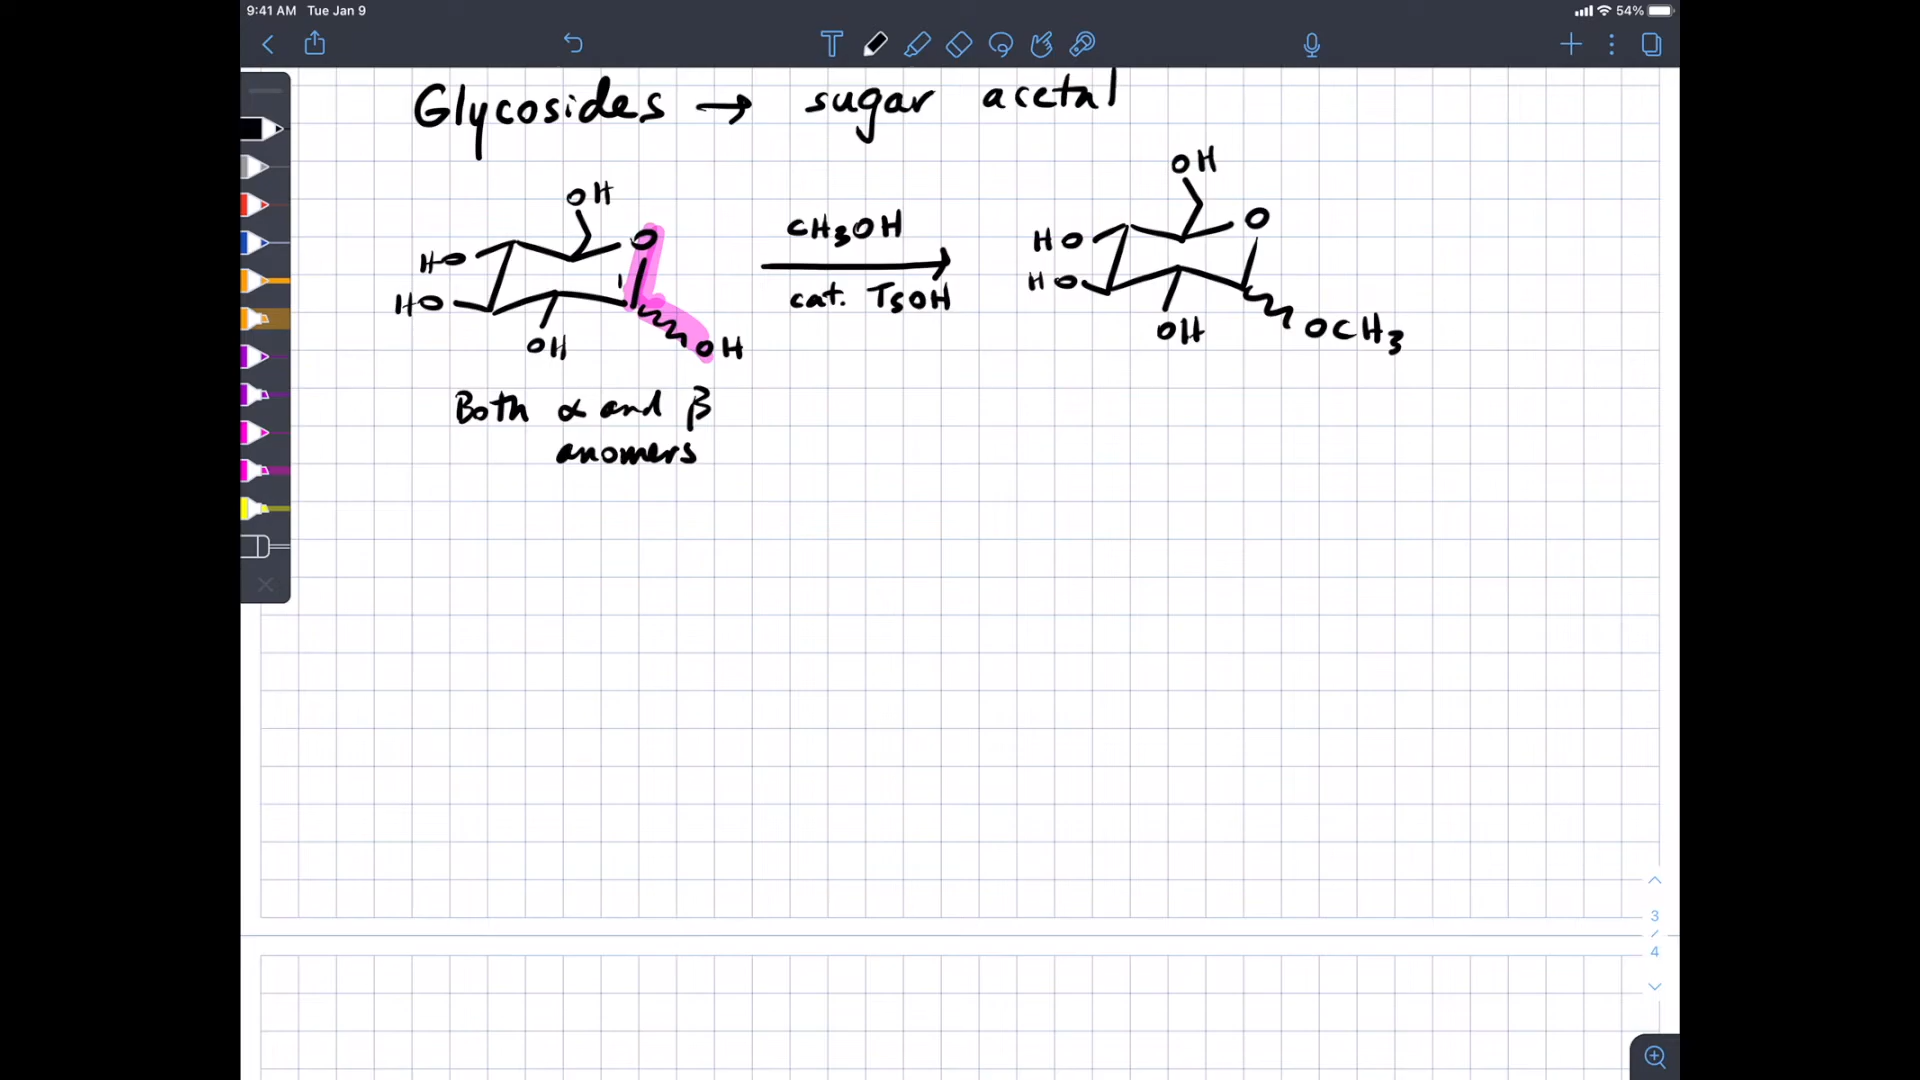 9:41 AM Tue Jan 9
54%
Glycosides → sugar acetal
OH
O
HO
HO
1
OH
OH
CH3OH
cat. TsOH
OH
O
HO
HO
OH
OCH3
Both α and β
anomers
3
/
4